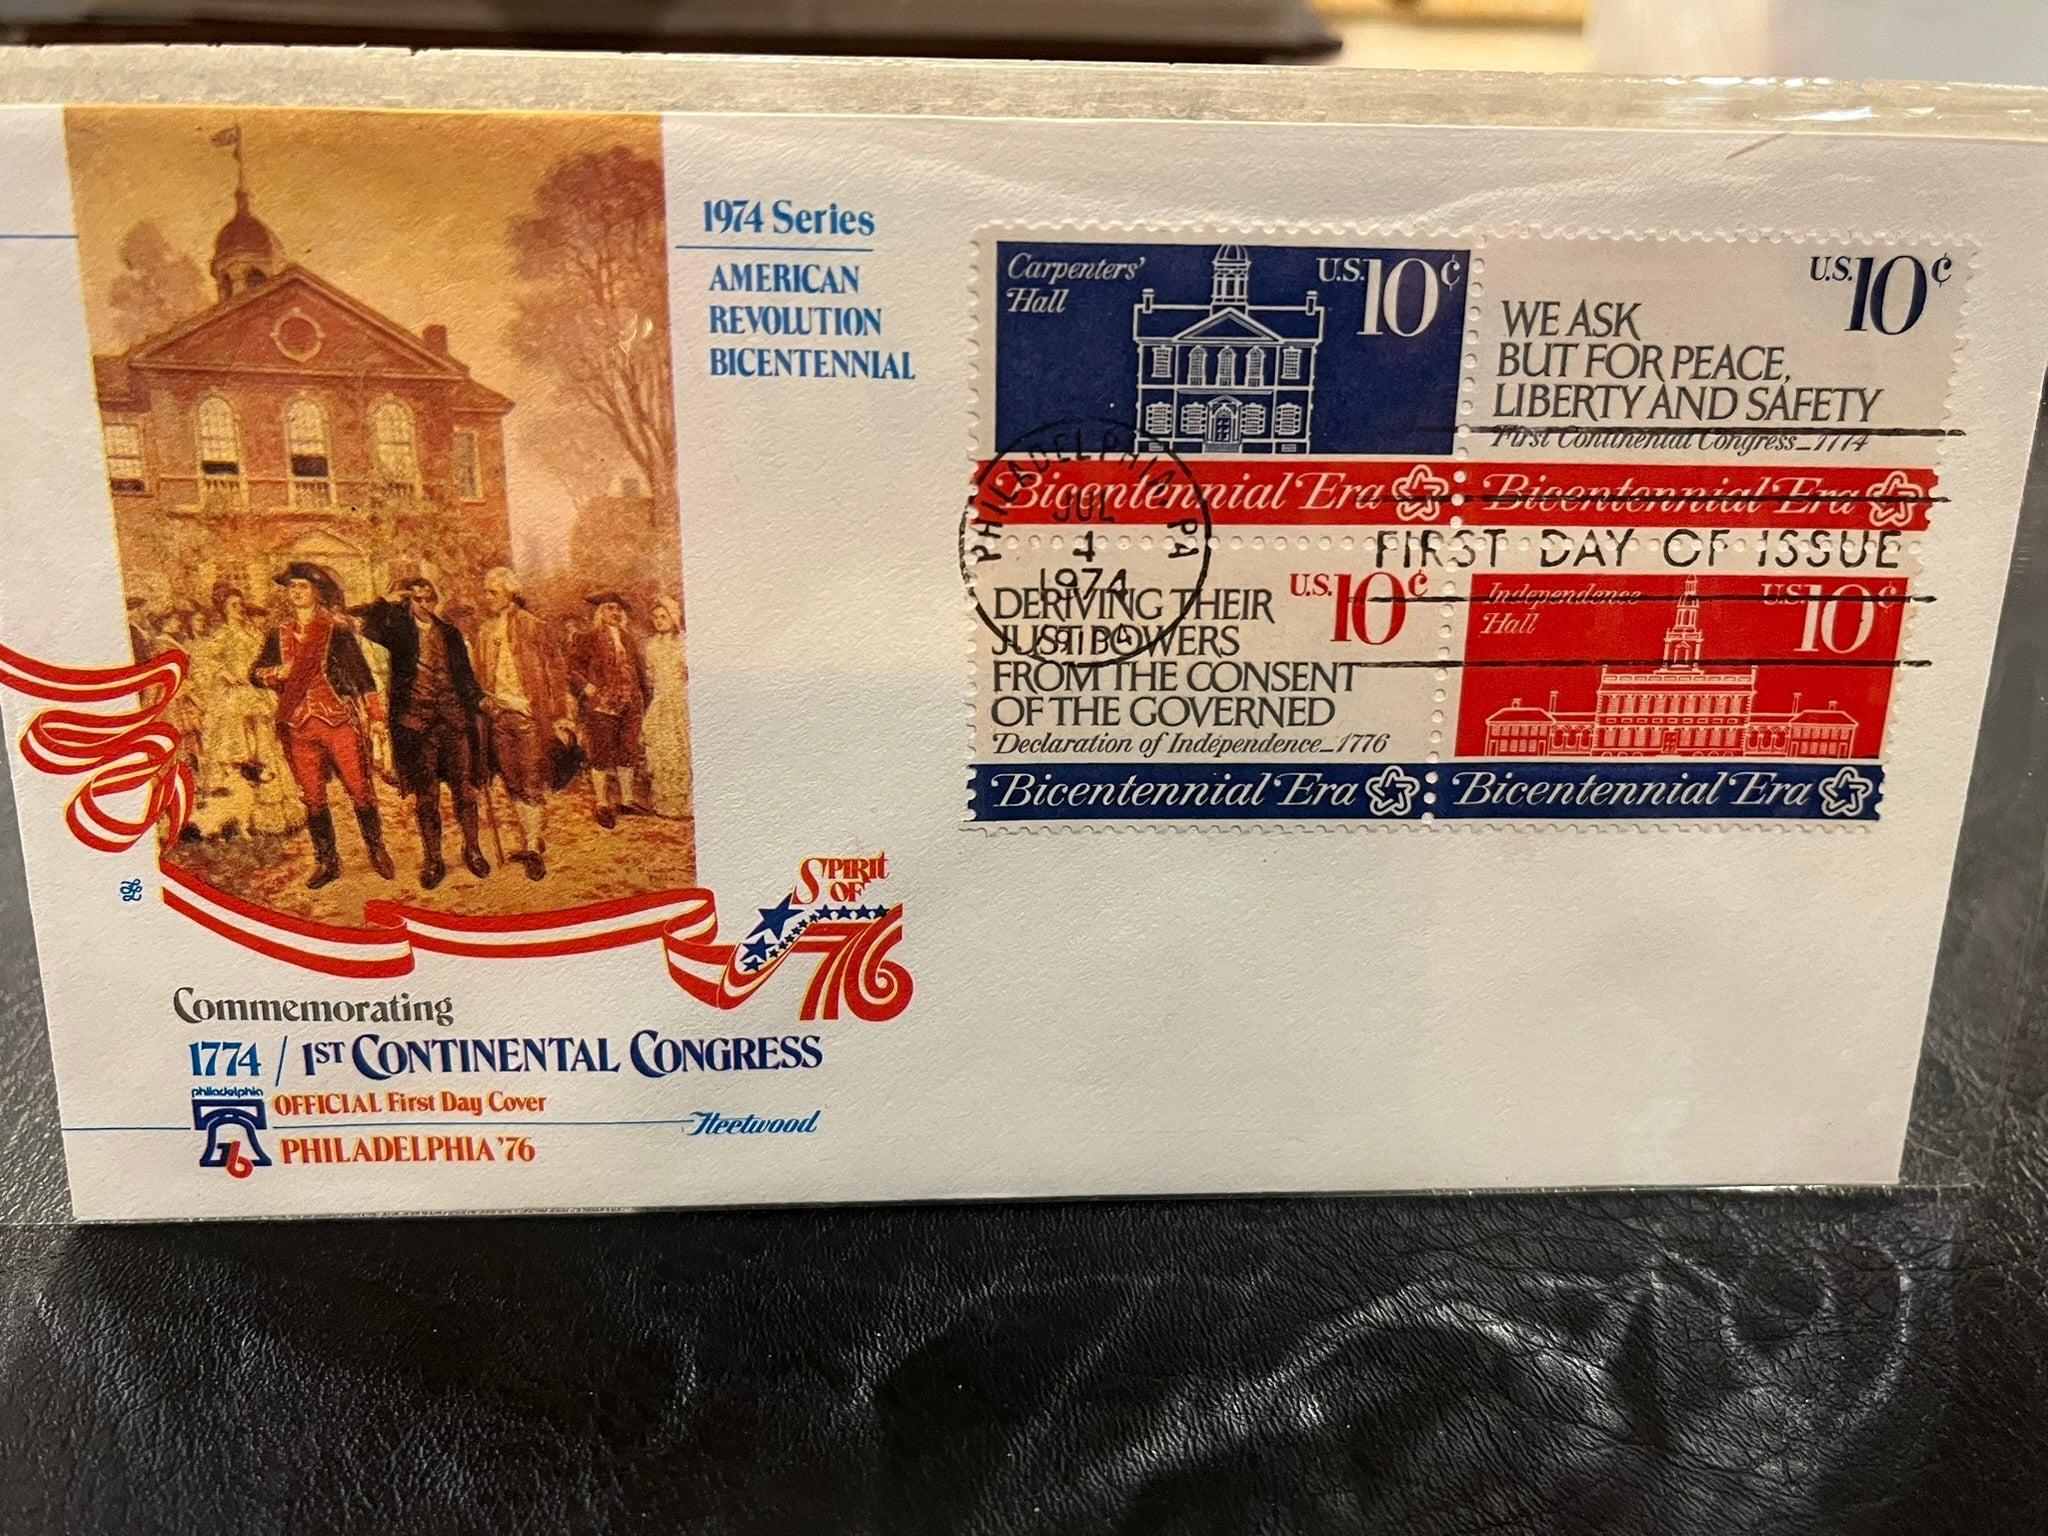 1974 Series
AMERICAN
REVOLUTION
BICENTENNIAL
SPIRIT
OF
76
Commemorating
1774 / 1ST CONTINENTAL CONGRESS
philadelphia
76
OFFICIAL First Day Cover
Fleetwood
PHILADELPHIA '76
Carpenters'
Hall
U.S. 10¢
Bicentennial Era
U.S. 10¢
WE ASK
BUT FOR PEACE,
LIBERTY AND SAFETY
First Continental Congress_1774
Bicentennial Era
PHILADELPHIA PA
JUL
4
1974
19104
FIRST DAY OF ISSUE
U.S. 10¢
DERIVING THEIR
JUST POWERS
FROM THE CONSENT
OF THE GOVERNED
Declaration of Independence_1776
Bicentennial Era
Independence
Hall
U.S. 10¢
Bicentennial Era